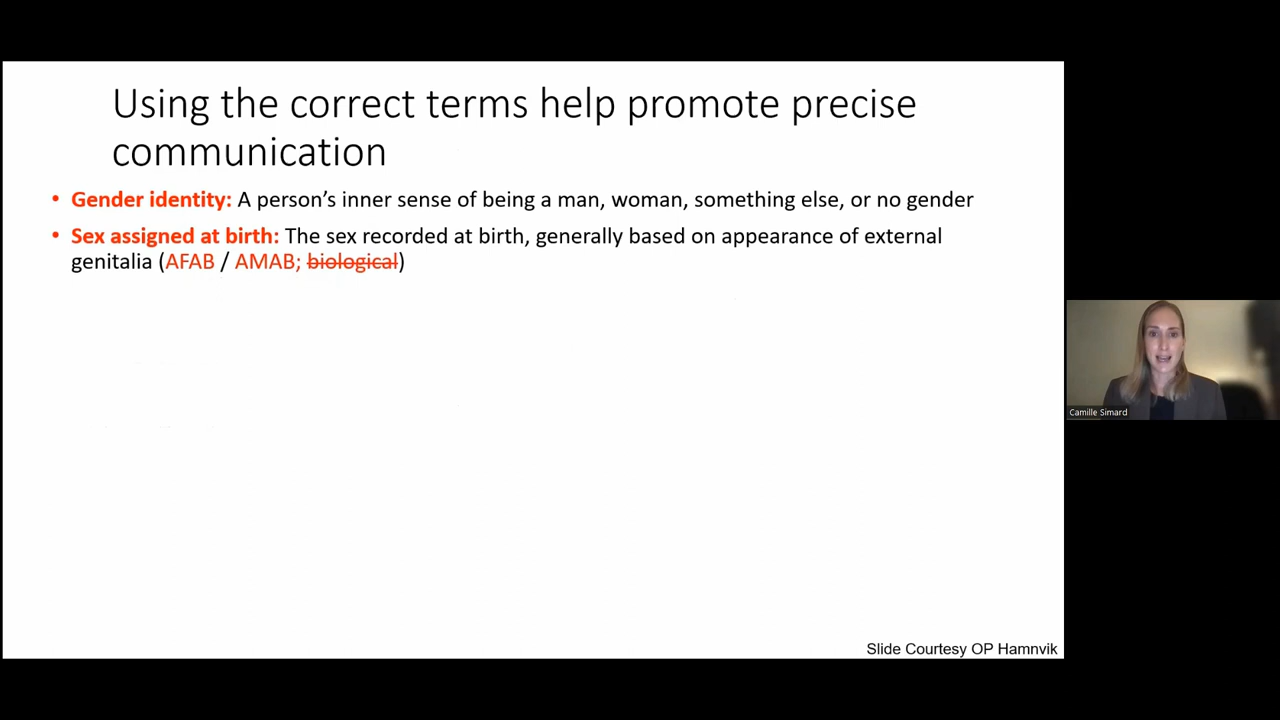 Using the correct terms help promote precise
communication
• Gender identity: A person’s inner sense of being a man, woman, something else, or no gender
• Sex assigned at birth: The sex recorded at birth, generally based on appearance of external
genitalia (AFAB / AMAB; biological)
Camille Simard
Slide Courtesy OP Hamnvik